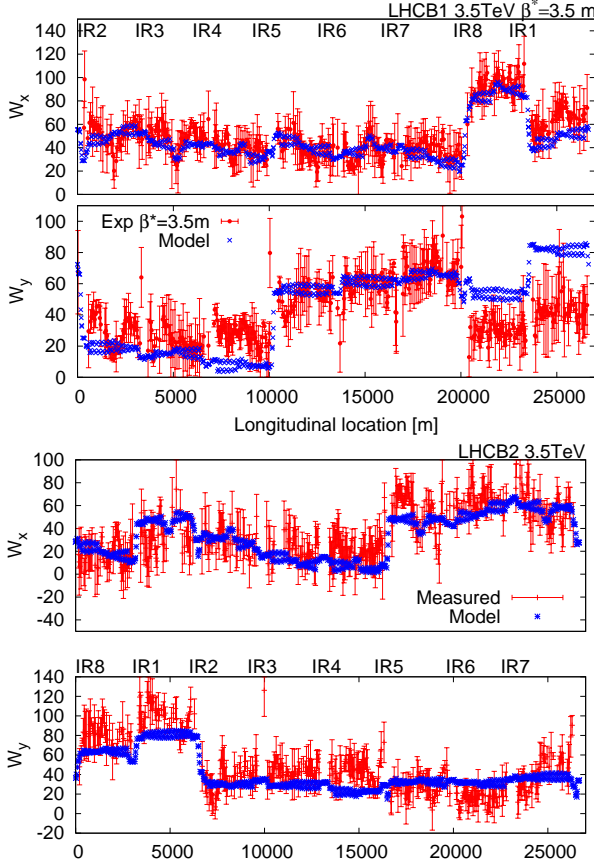 LHCB1 3.5TeV β*=3.5 m
IR2 IR3 IR4 IR5 IR6 IR7 IR8 IR1
Wx
140
120
100
80
60
40
20
0
Exp β*=3.5m
Model
Wy
100
80
60
40
20
0
0 5000 10000 15000 20000 25000
Longitudinal location [m]
LHCB2 3.5TeV
Wx
100
80
60
40
20
0
-20
-40
Measured
Model
IR8 IR1 IR2 IR3 IR4 IR5 IR6 IR7
Wy
140
120
100
80
60
40
20
0
-20
0 5000 10000 15000 20000 25000